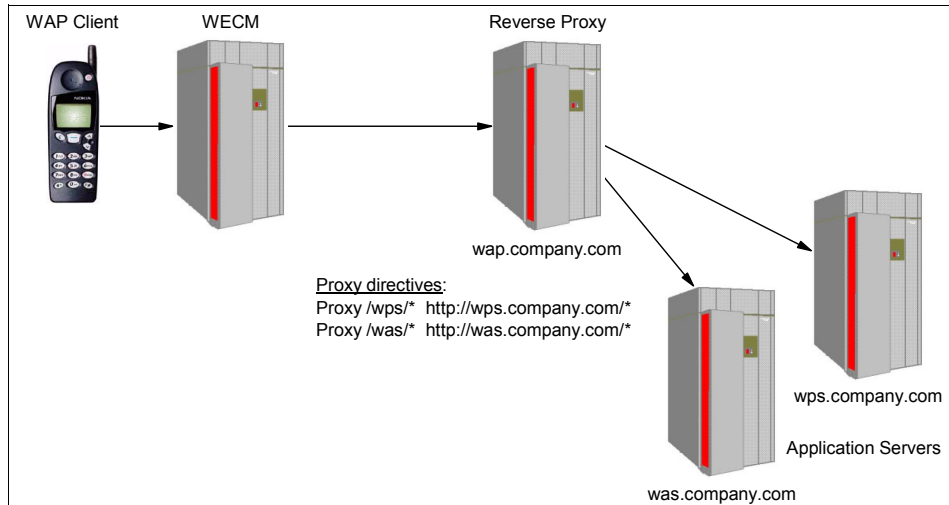 WAP Client
WECM
Reverse Proxy
NOKIA
wap.company.com
Proxy directives:
Proxy /wps/* http://wps.company.com/*
Proxy /was/* http://was.company.com/*
wps.company.com
Application Servers
was.company.com